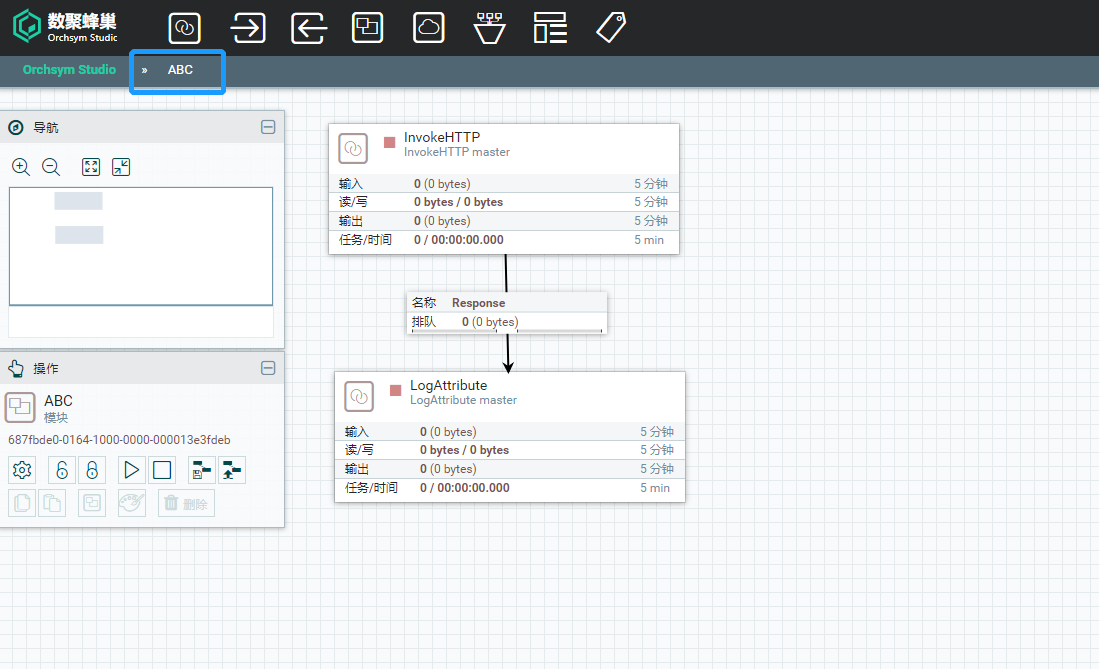 数聚蜂巢
Orchsym Studio
Orchsym Studio » ABC
导航
操作
ABC
模块
687fbde0-0164-1000-0000-000013e3fdeb
删除
InvokeHTTP
InvokeHTTP master
输入 0 (0 bytes) 5 分钟
读/写 0 bytes / 0 bytes 5 分钟
输出 0 (0 bytes) 5 分钟
任务/时间 0 / 00:00:00.000 5 min
名称 Response
排队 0 (0 bytes)
LogAttribute
LogAttribute master
输入 0 (0 bytes) 5 分钟
读/写 0 bytes / 0 bytes 5 分钟
输出 0 (0 bytes) 5 分钟
任务/时间 0 / 00:00:00.000 5 min